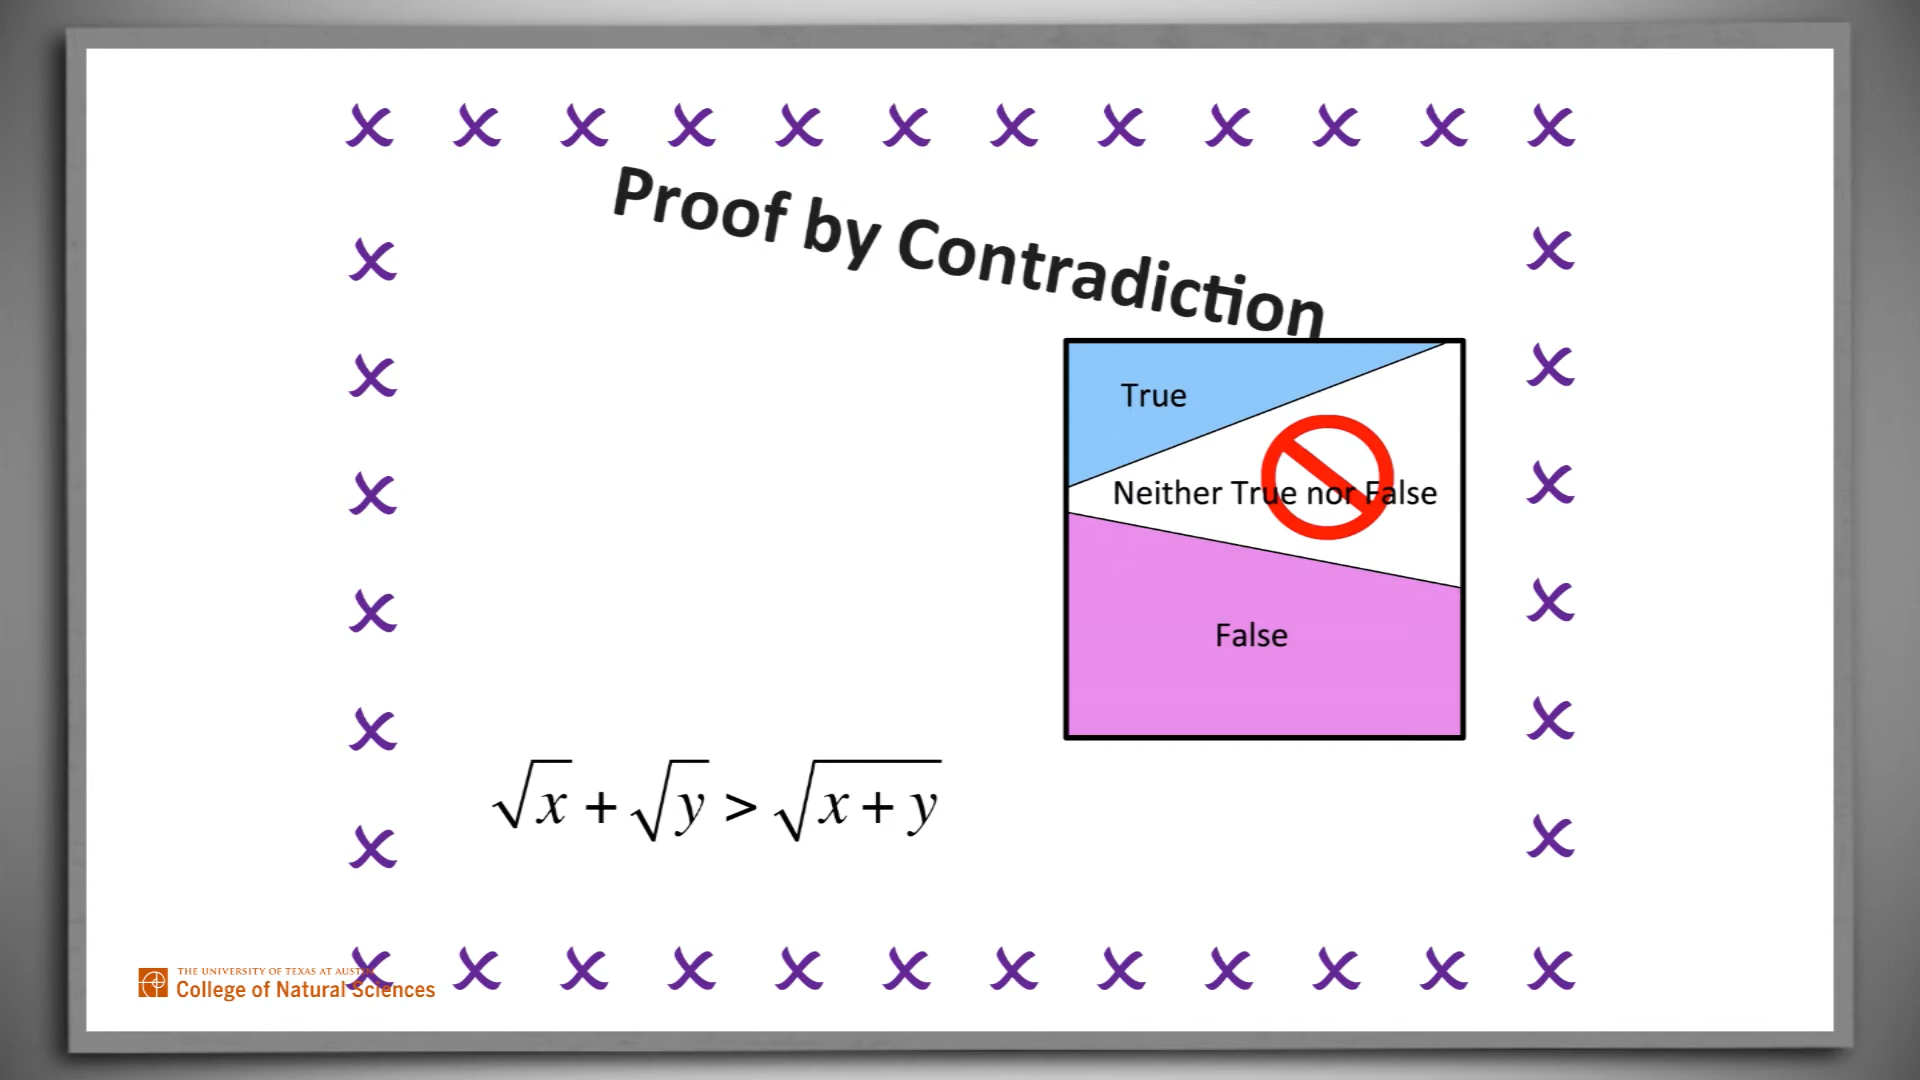 Proof by Contradiction
True
Neither True nor False
False
√x + √y > √(x + y)
THE UNIVERSITY OF TEXAS AT AUSTIN
College of Natural Sciences